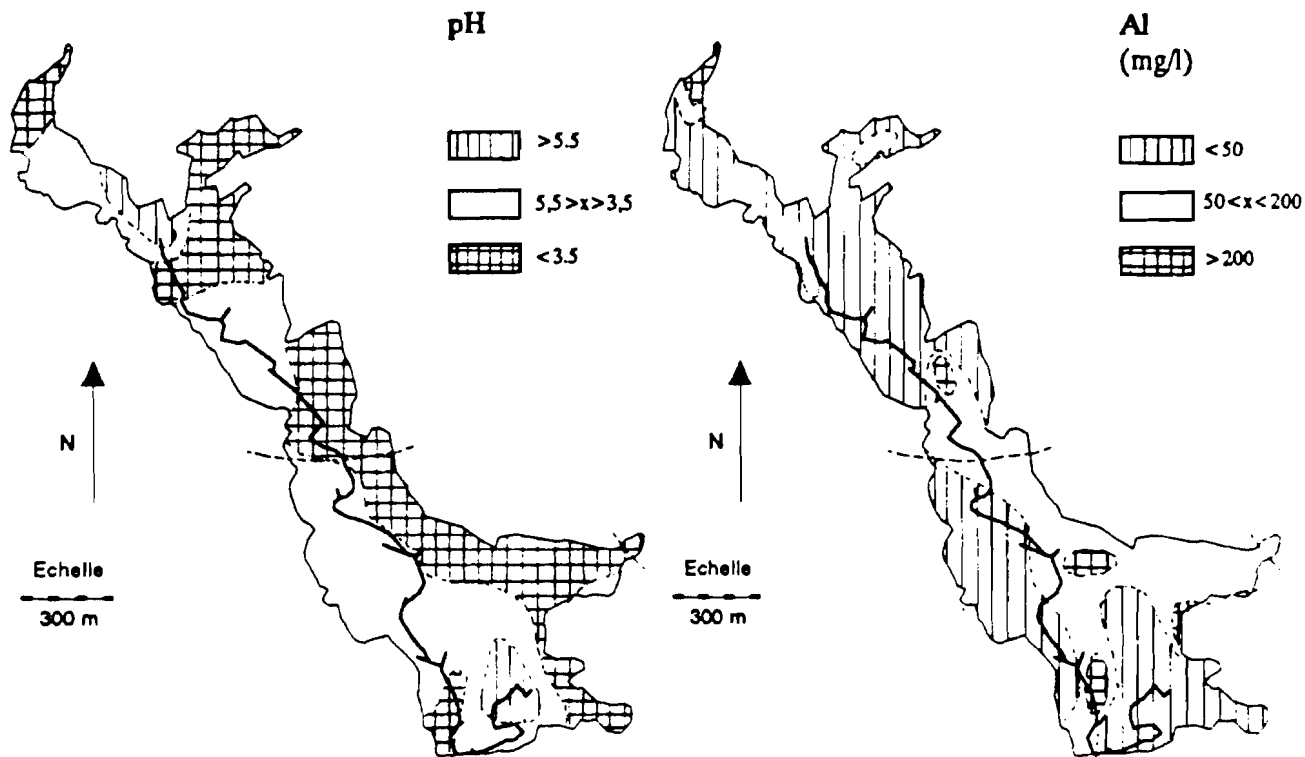 pH
>5.5
5,5>x>3,5
<3.5
N
Echelle
300 m
Al
(mg/l)
<50
50<x<200
>200
N
Echelle
300 m